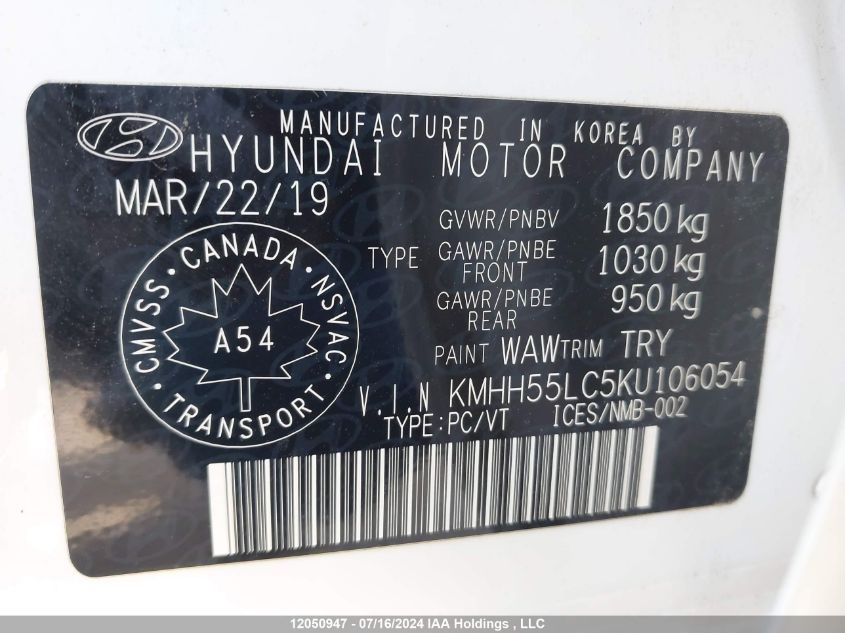 MANUFACTURED IN KOREA BY
HYUNDAI MOTOR COMPANY
MAR/22/19
GVWR/PNBV 1850 kg
TYPE GAWR/PNBE FRONT 1030 kg
GAWR/PNBE REAR 950 kg
PAINT WAW TRIM TRY
CANADA
CMVSS · NSVAC
A54
TRANSPORT
V.I.N KMHH55LC5KU106054
TYPE:PC/VT ICES/NMB-002
12050947 - 07/16/2024 IAA Holdings , LLC